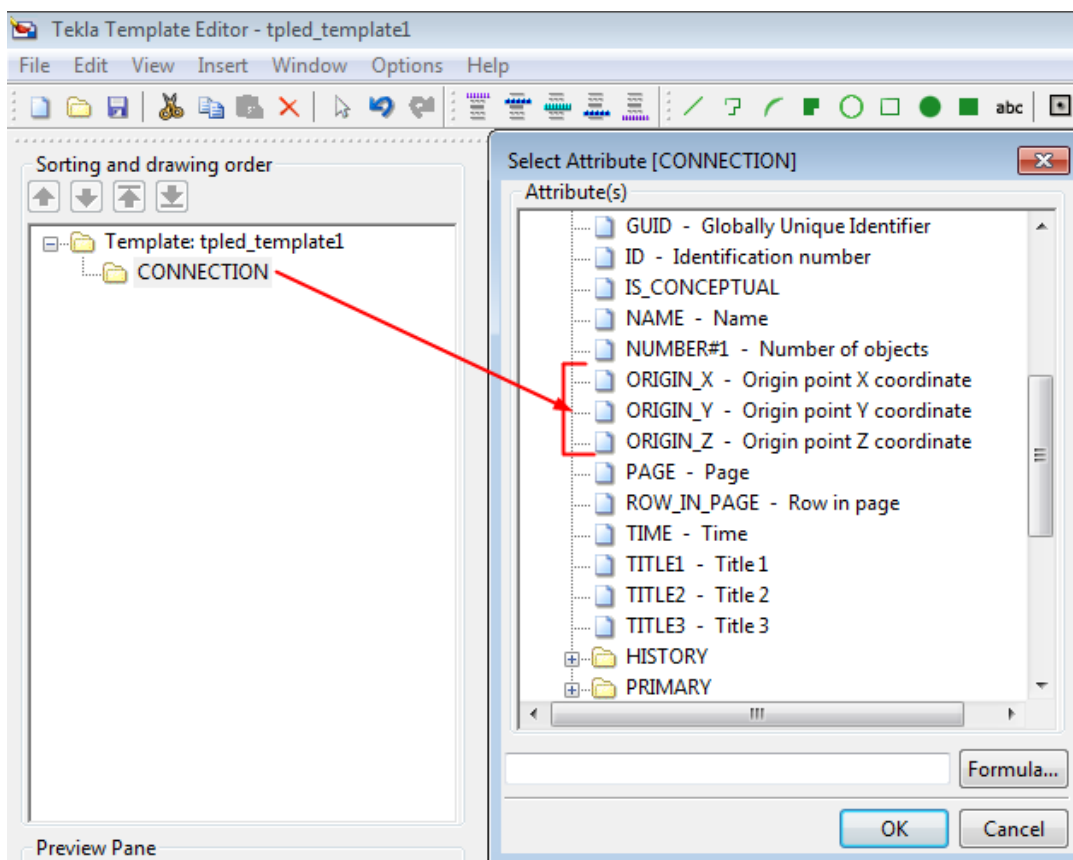 Tekla Template Editor - tpled_template1
File Edit View Insert Window Options Help
abc
Sorting and drawing order
Template: tpled_template1
CONNECTION
Preview Pane
Select Attribute [CONNECTION]
Attribute(s)
GUID - Globally Unique Identifier
ID - Identification number
IS_CONCEPTUAL
NAME - Name
NUMBER#1 - Number of objects
ORIGIN_X - Origin point X coordinate
ORIGIN_Y - Origin point Y coordinate
ORIGIN_Z - Origin point Z coordinate
PAGE - Page
ROW_IN_PAGE - Row in page
TIME - Time
TITLE1 - Title 1
TITLE2 - Title 2
TITLE3 - Title 3
HISTORY
PRIMARY
Formula...
OK Cancel